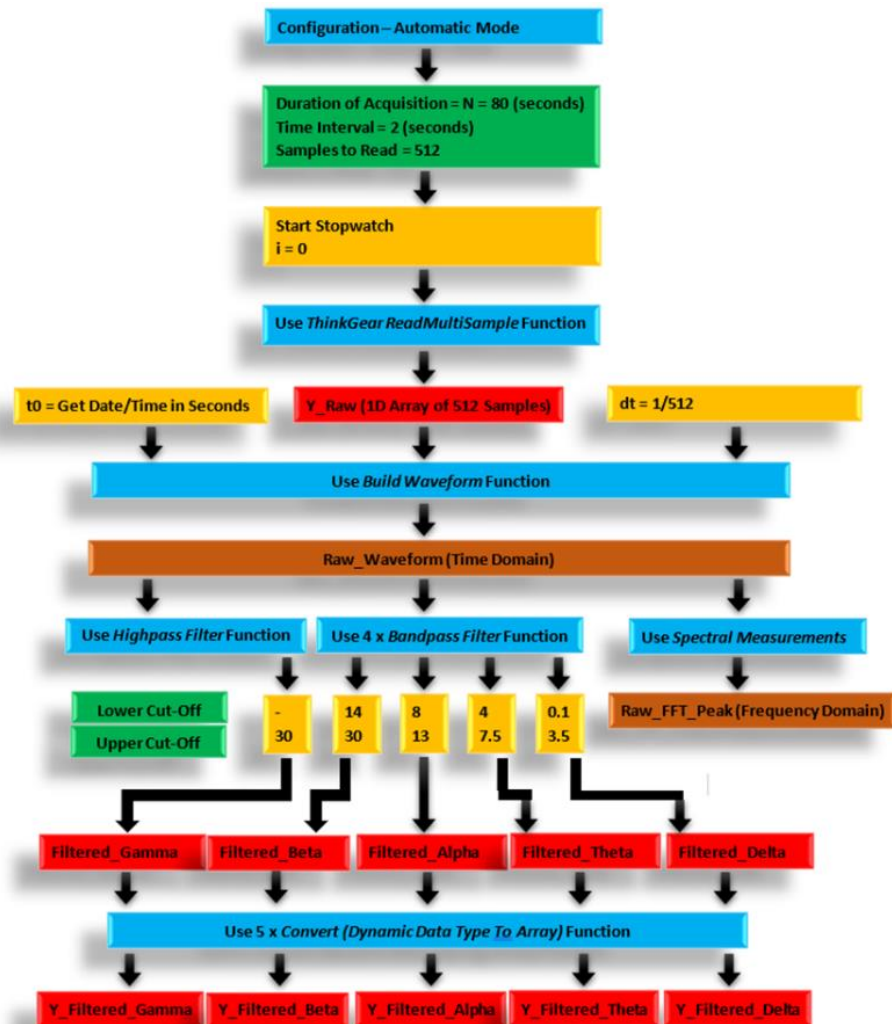 Configuration – Automatic Mode
Duration of Acquisition = N = 80 (seconds)
Time Interval = 2 (seconds)
Samples to Read = 512
Start Stopwatch
i = 0
Use ThinkGear ReadMultiSample Function
t0 = Get Date/Time in Seconds
Y_Raw (1D Array of 512 Samples)
dt = 1/512
Use Build Waveform Function
Raw_Waveform (Time Domain)
Use Highpass Filter Function
Use 4 x Bandpass Filter Function
Use Spectral Measurements
Lower Cut-Off
- 14 8 4 0.1
Upper Cut-Off
30 30 13 7.5 3.5
Raw_FFT_Peak (Frequency Domain)
Filtered_Gamma
Filtered_Beta
Filtered_Alpha
Filtered_Theta
Filtered_Delta
Use 5 x Convert (Dynamic Data Type To Array) Function
Y_Filtered_Gamma
Y_Filtered_Beta
Y_Filtered_Alpha
Y_Filtered_Theta
Y_Filtered_Delta